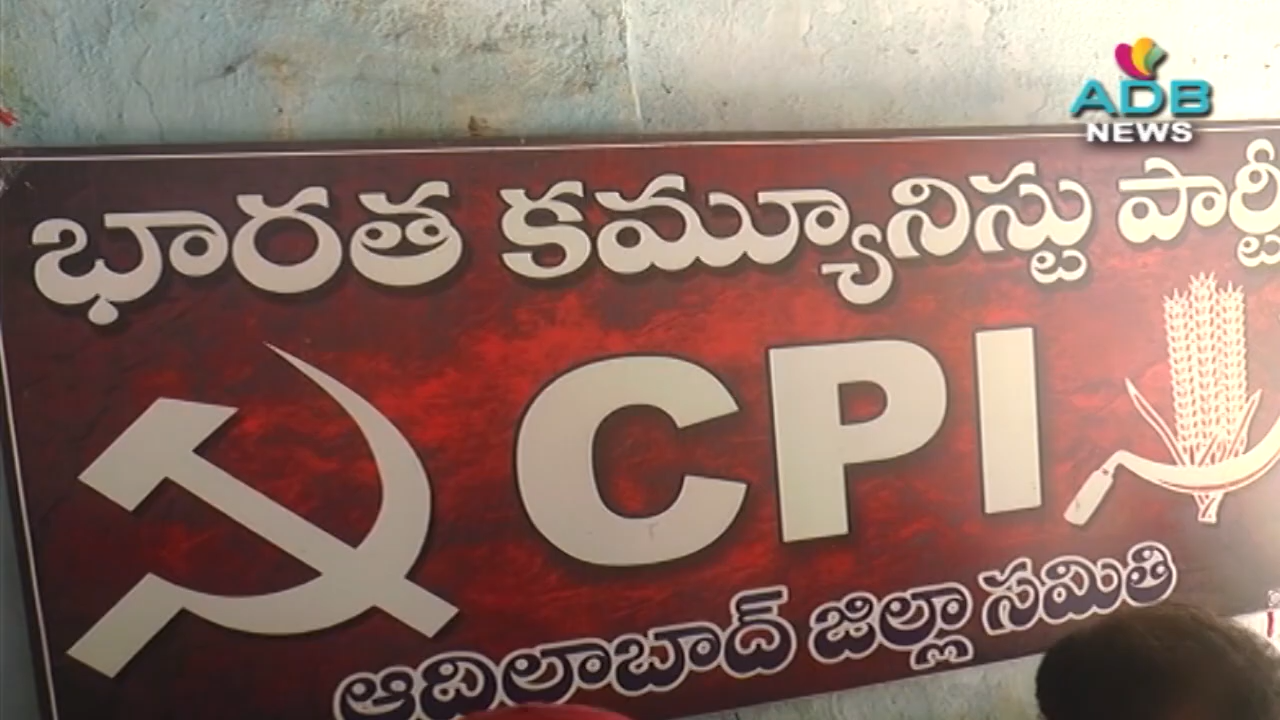 ADB
NEWS
భారత కమ్యూనిస్టు పార్టీ
CPI
ఆదిలాబాద్ జిల్లా సమితి